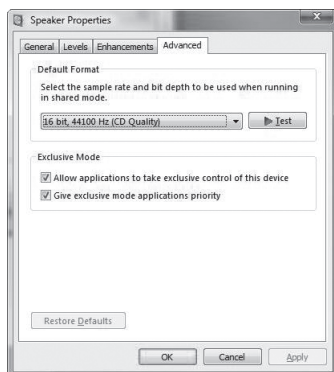 Speaker Properties
General Levels Enhancements Advanced
Default Format
Select the sample rate and bit depth to be used when running
in shared mode.
16 bit, 44100 Hz (CD Quality)
Test
Exclusive Mode
Allow applications to take exclusive control of this device
Give exclusive mode applications priority
Restore Defaults
OK Cancel Apply